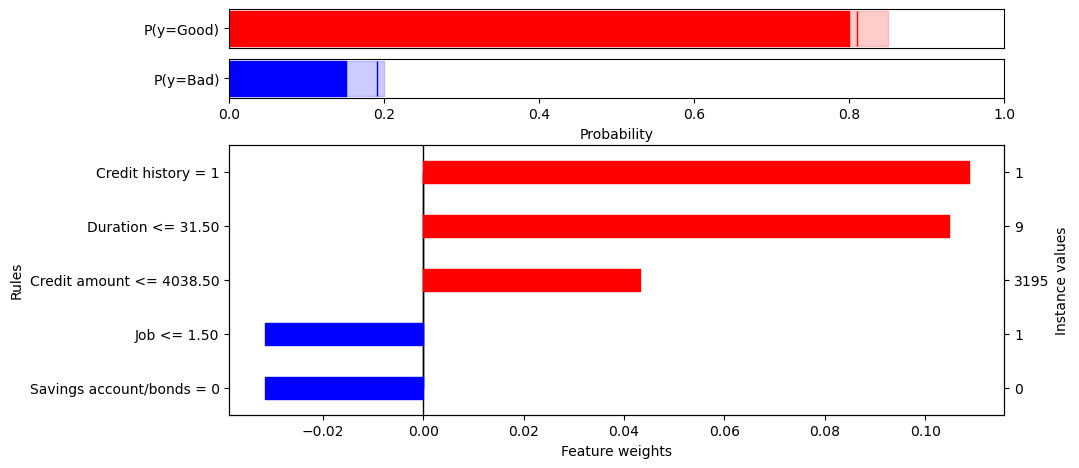 P(y=Good)
P(y=Bad)
0.0 0.2 0.4 0.6 0.8 1.0
Probability
Rules
Credit history = 1 1
Duration <= 31.50 9
Credit amount <= 4038.50 3195
Job <= 1.50 1
Savings account/bonds = 0 0
Instance values
−0.02 0.00 0.02 0.04 0.06 0.08 0.10
Feature weights